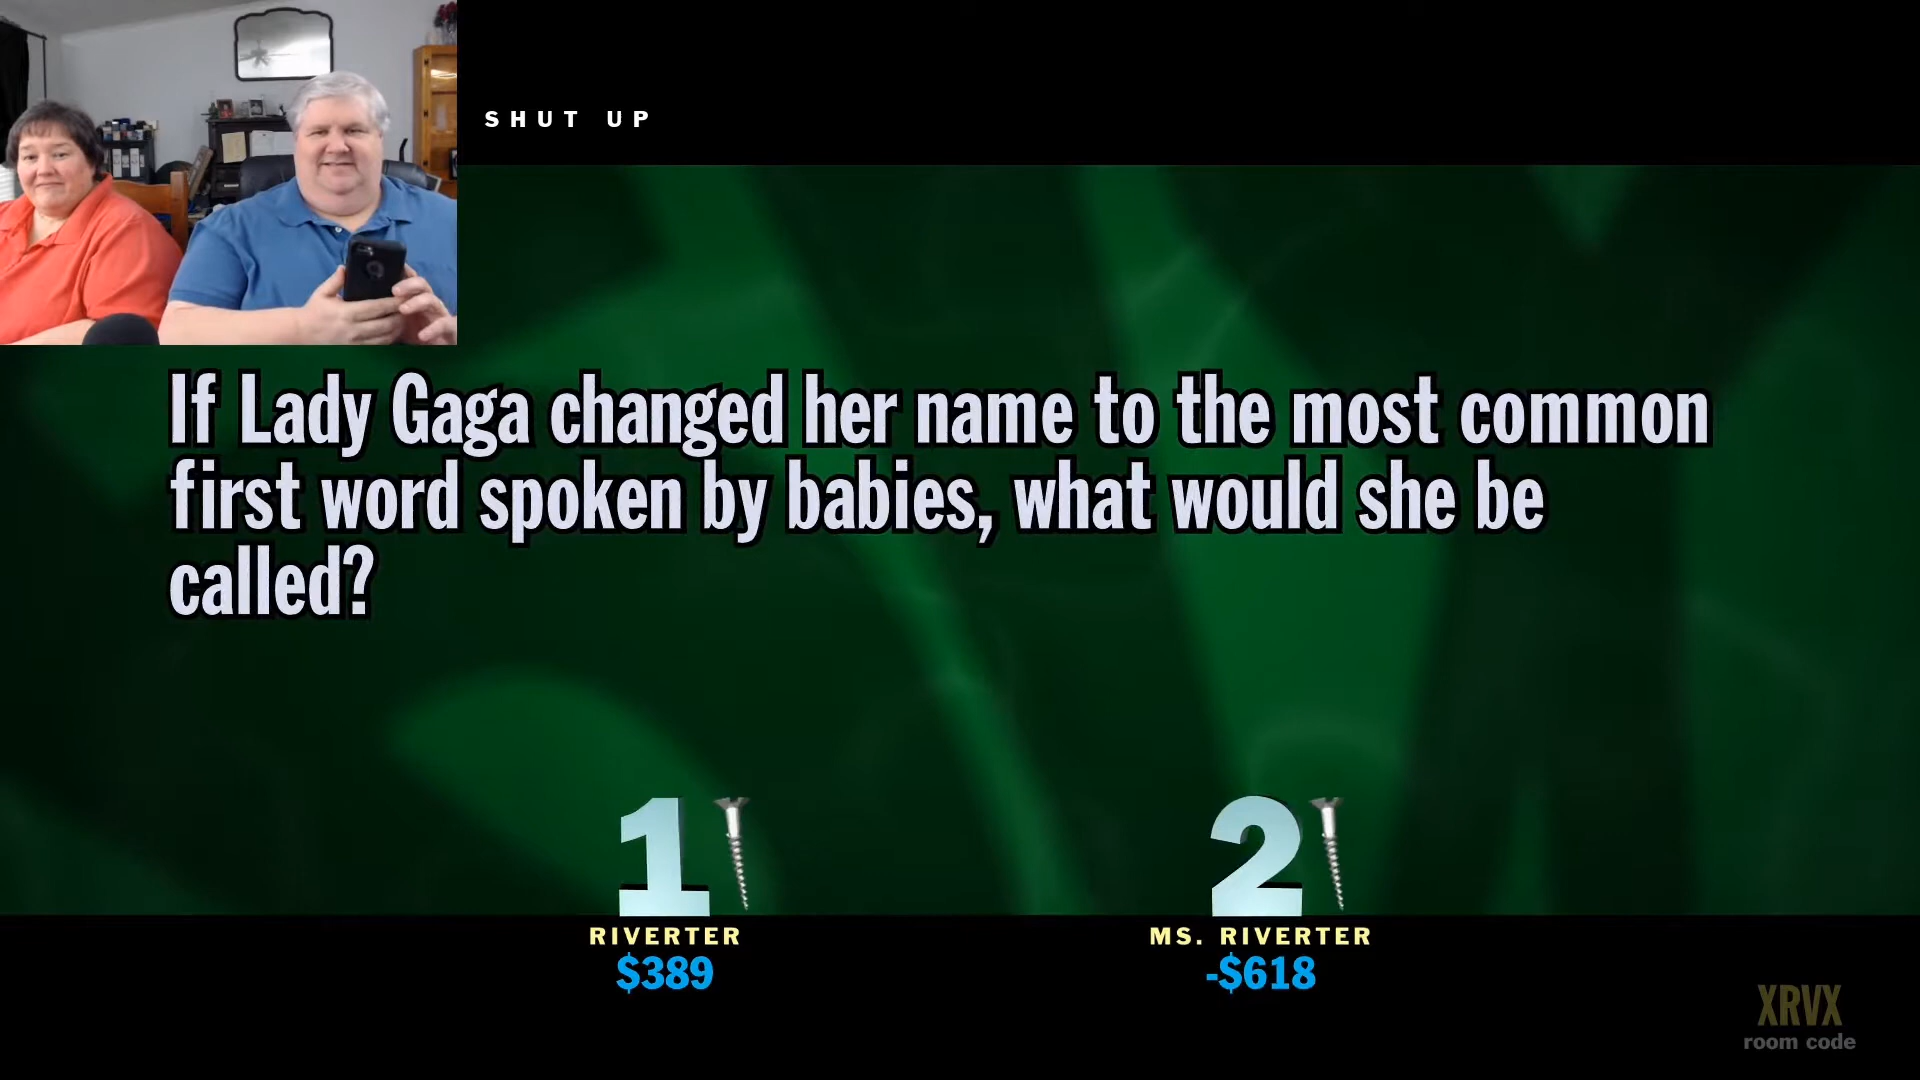 SHUT UP
If Lady Gaga changed her name to the most common
first word spoken by babies, what would she be
called?
1
2
RIVERTER
MS. RIVERTER
$389
-$618
XRVX
room code